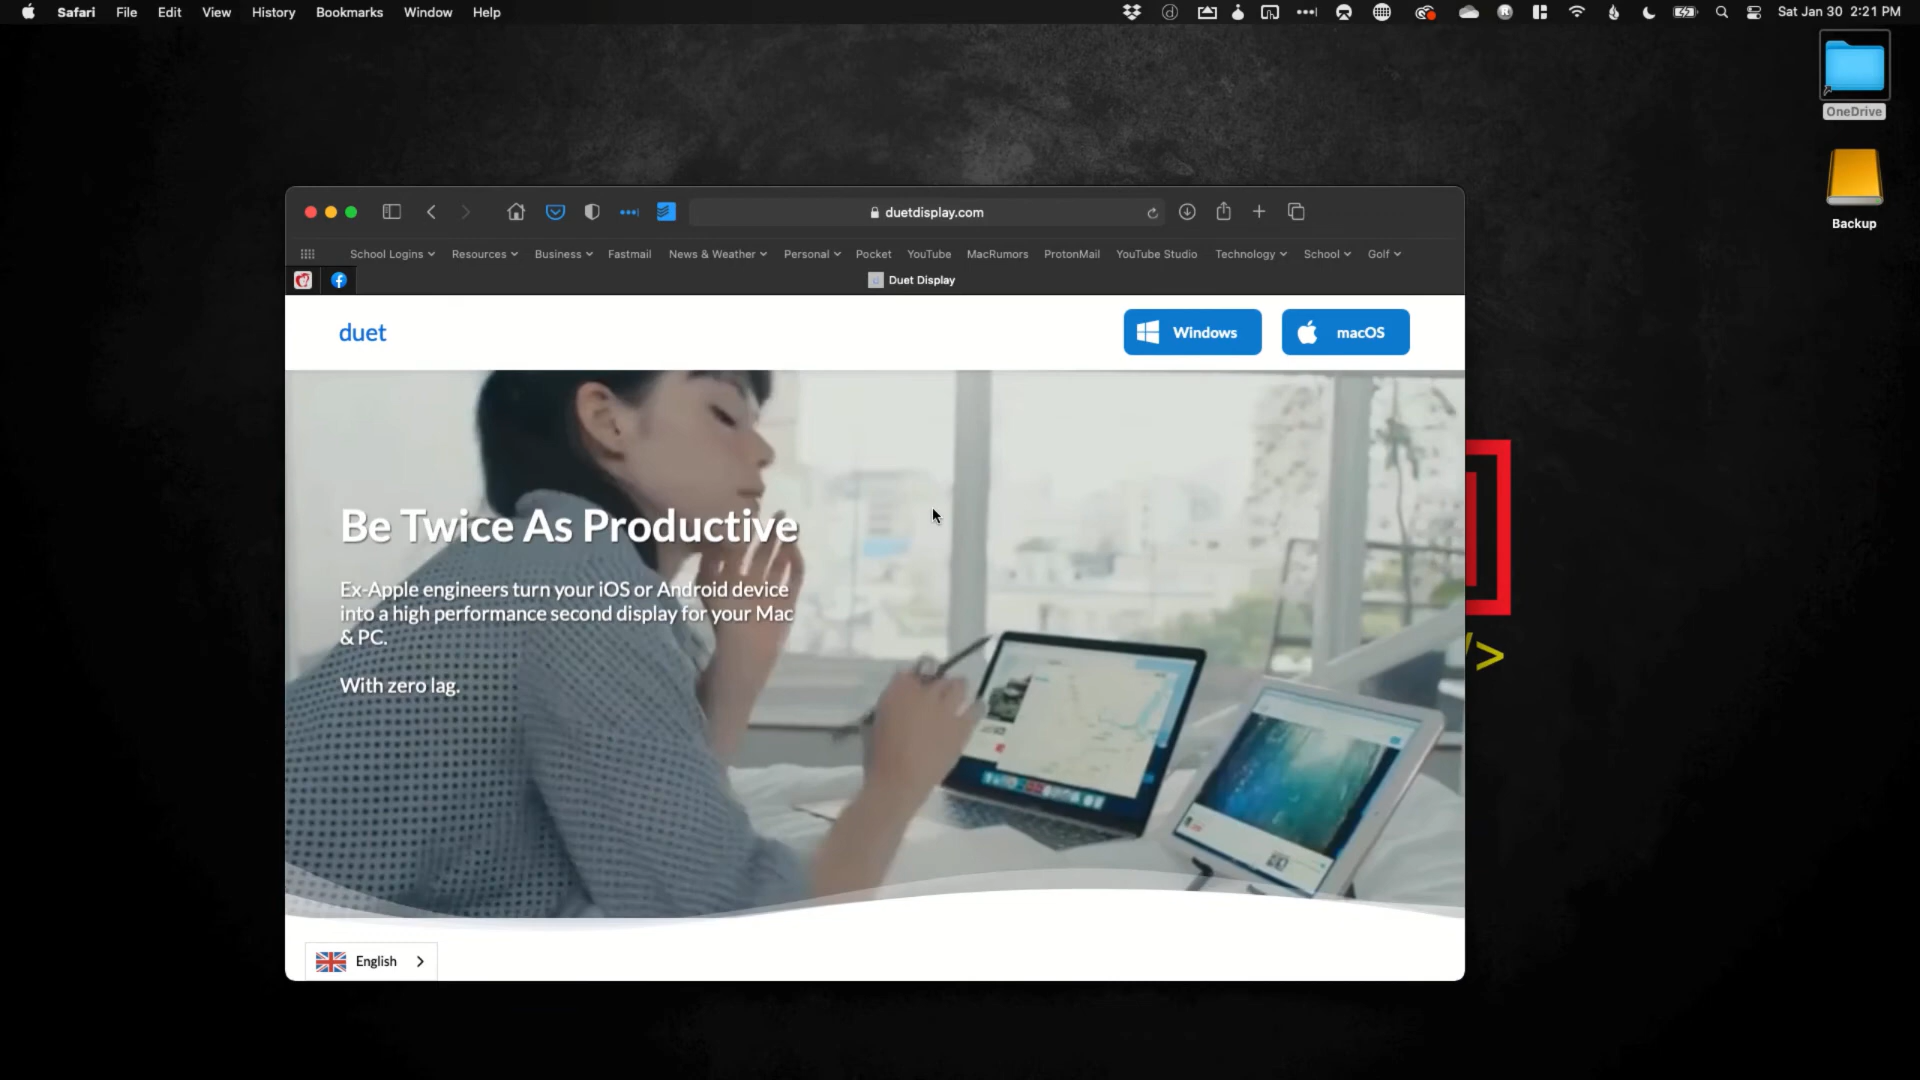 Safari File Edit View History Bookmarks Window Help Sat Jan 30 2:21 PM
OneDrive
Backup
duetdisplay.com
School Logins Resources Business Fastmail News & Weather Personal Pocket YouTube MacRumors ProtonMail YouTube Studio Technology School Golf
Duet Display
duet Windows macOS
Be Twice As Productive
Ex-Apple engineers turn your iOS or Android device
into a high performance second display for your Mac
& PC.
With zero lag.
/>
English